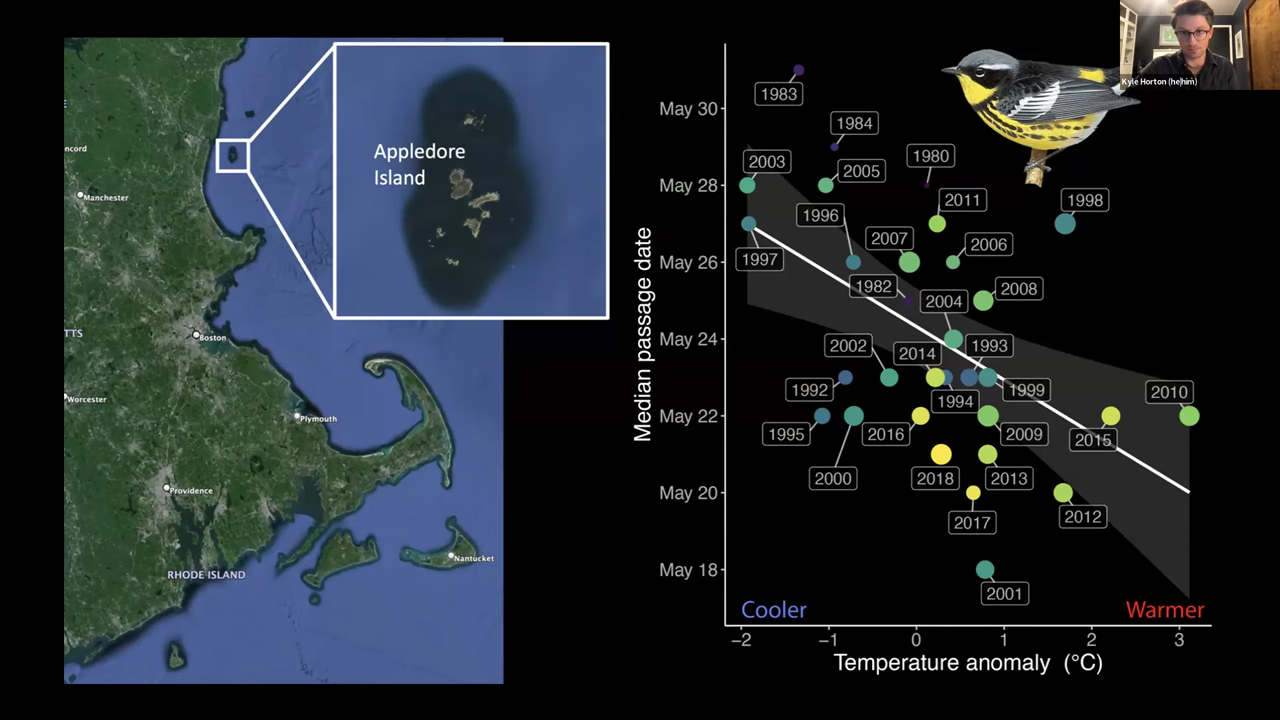 ncord
Manchester
TTS
Worcester
Boston
Plymouth
Providence
RHODE ISLAND
Nantucket
Appledore
Island
Kyle Horton (he|him)
Median passage date
May 30
May 28
May 26
May 24
May 22
May 20
May 18
1983
1984
2003
2005
1980
1996
2011
1998
2007
2006
1997
1982
2004
2008
2002
2014
1993
1992
1994
1999
2010
1995
2016
2009
2015
2000
2018
2013
2017
2012
2001
Cooler
Warmer
−2
−1
0
1
2
3
Temperature anomaly (°C)